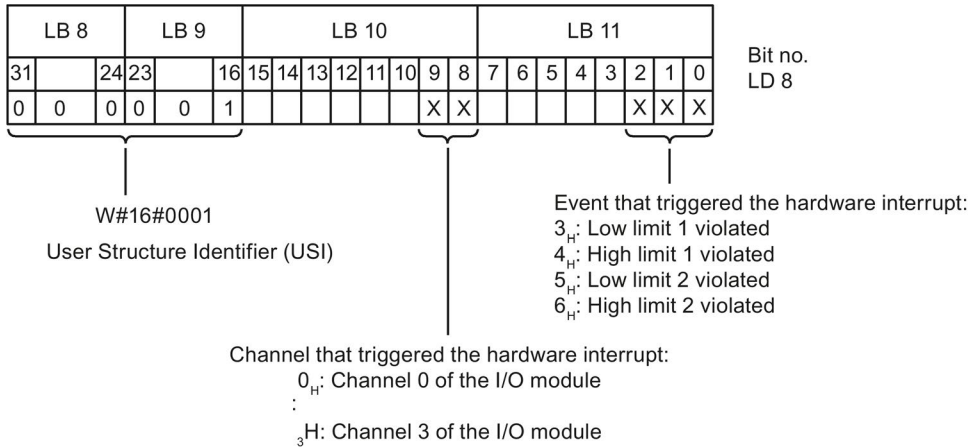 LB 8 LB 9 LB 10 LB 11
31 24 23 16 15 14 13 12 11 10 9 8 7 6 5 4 3 2 1 0
0 0 0 0 0 1 X X X X X
Bit no.
LD 8
W#16#0001
User Structure Identifier (USI)
Event that triggered the hardware interrupt:
3H: Low limit 1 violated
4H: High limit 1 violated
5H: Low limit 2 violated
6H: High limit 2 violated
Channel that triggered the hardware interrupt:
0H: Channel 0 of the I/O module
:
3H: Channel 3 of the I/O module